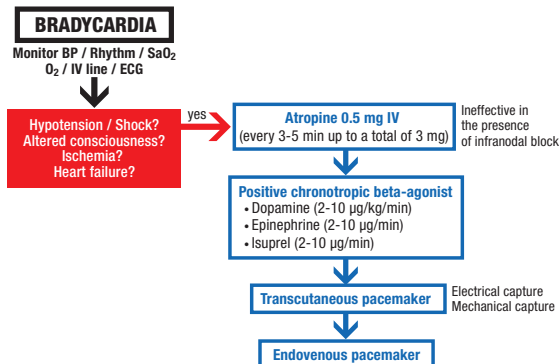 BRADYCARDIA
Monitor BP / Rhythm / SaO₂
O₂ / IV line / ECG
Hypotension / Shock?
Altered consciousness?
Ischemia?
Heart failure?
yes
Atropine 0.5 mg IV
(every 3-5 min up to a total of 3 mg)
Ineffective in
the presence
of infranodal block
Positive chronotropic beta-agonist
• Dopamine (2-10 µg/kg/min)
• Epinephrine (2-10 µg/min)
• Isuprel (2-10 µg/min)
Transcutaneous pacemaker
Electrical capture
Mechanical capture
Endovenous pacemaker